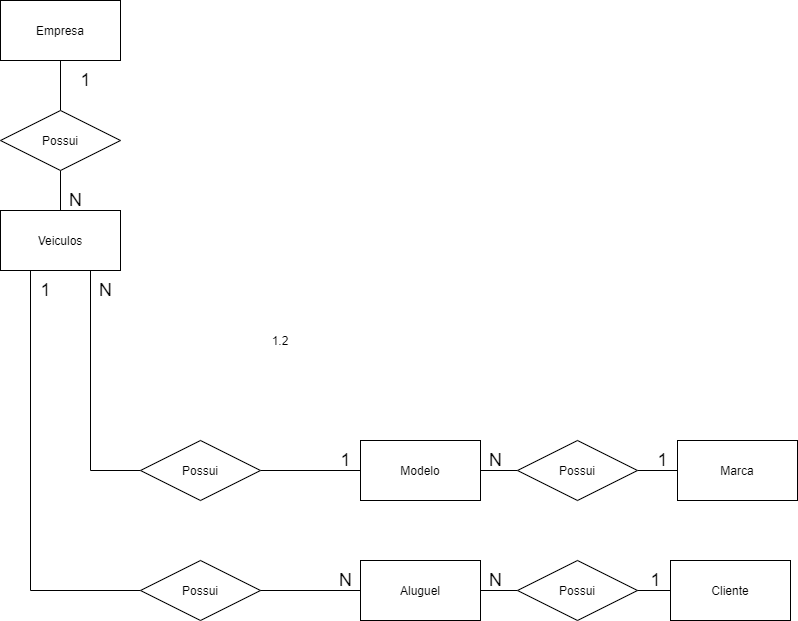 Empresa
1
Possui
N
Veiculos
1 N
1.2
Possui 1 Modelo N Possui 1 Marca
Possui N Aluguel N Possui 1 Cliente